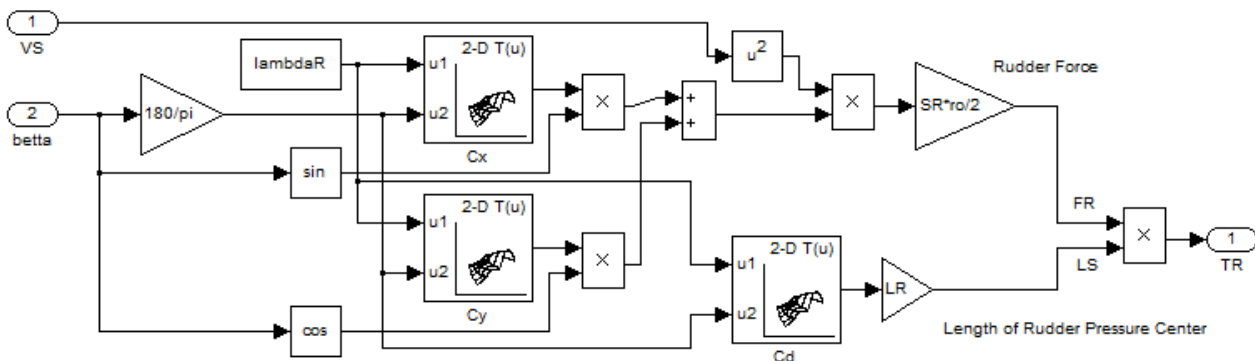 1
VS
lambdaR
2-D T(u)
u1
u2
Cx
×
+
+
u²
×
SR*ro/2
Rudder Force
2
betta
180/pi
sin
2-D T(u)
u1
u2
Cy
×
cos
2-D T(u)
u1
u2
Cd
LR
FR
LS
×
1
TR
Length of Rudder Pressure Center